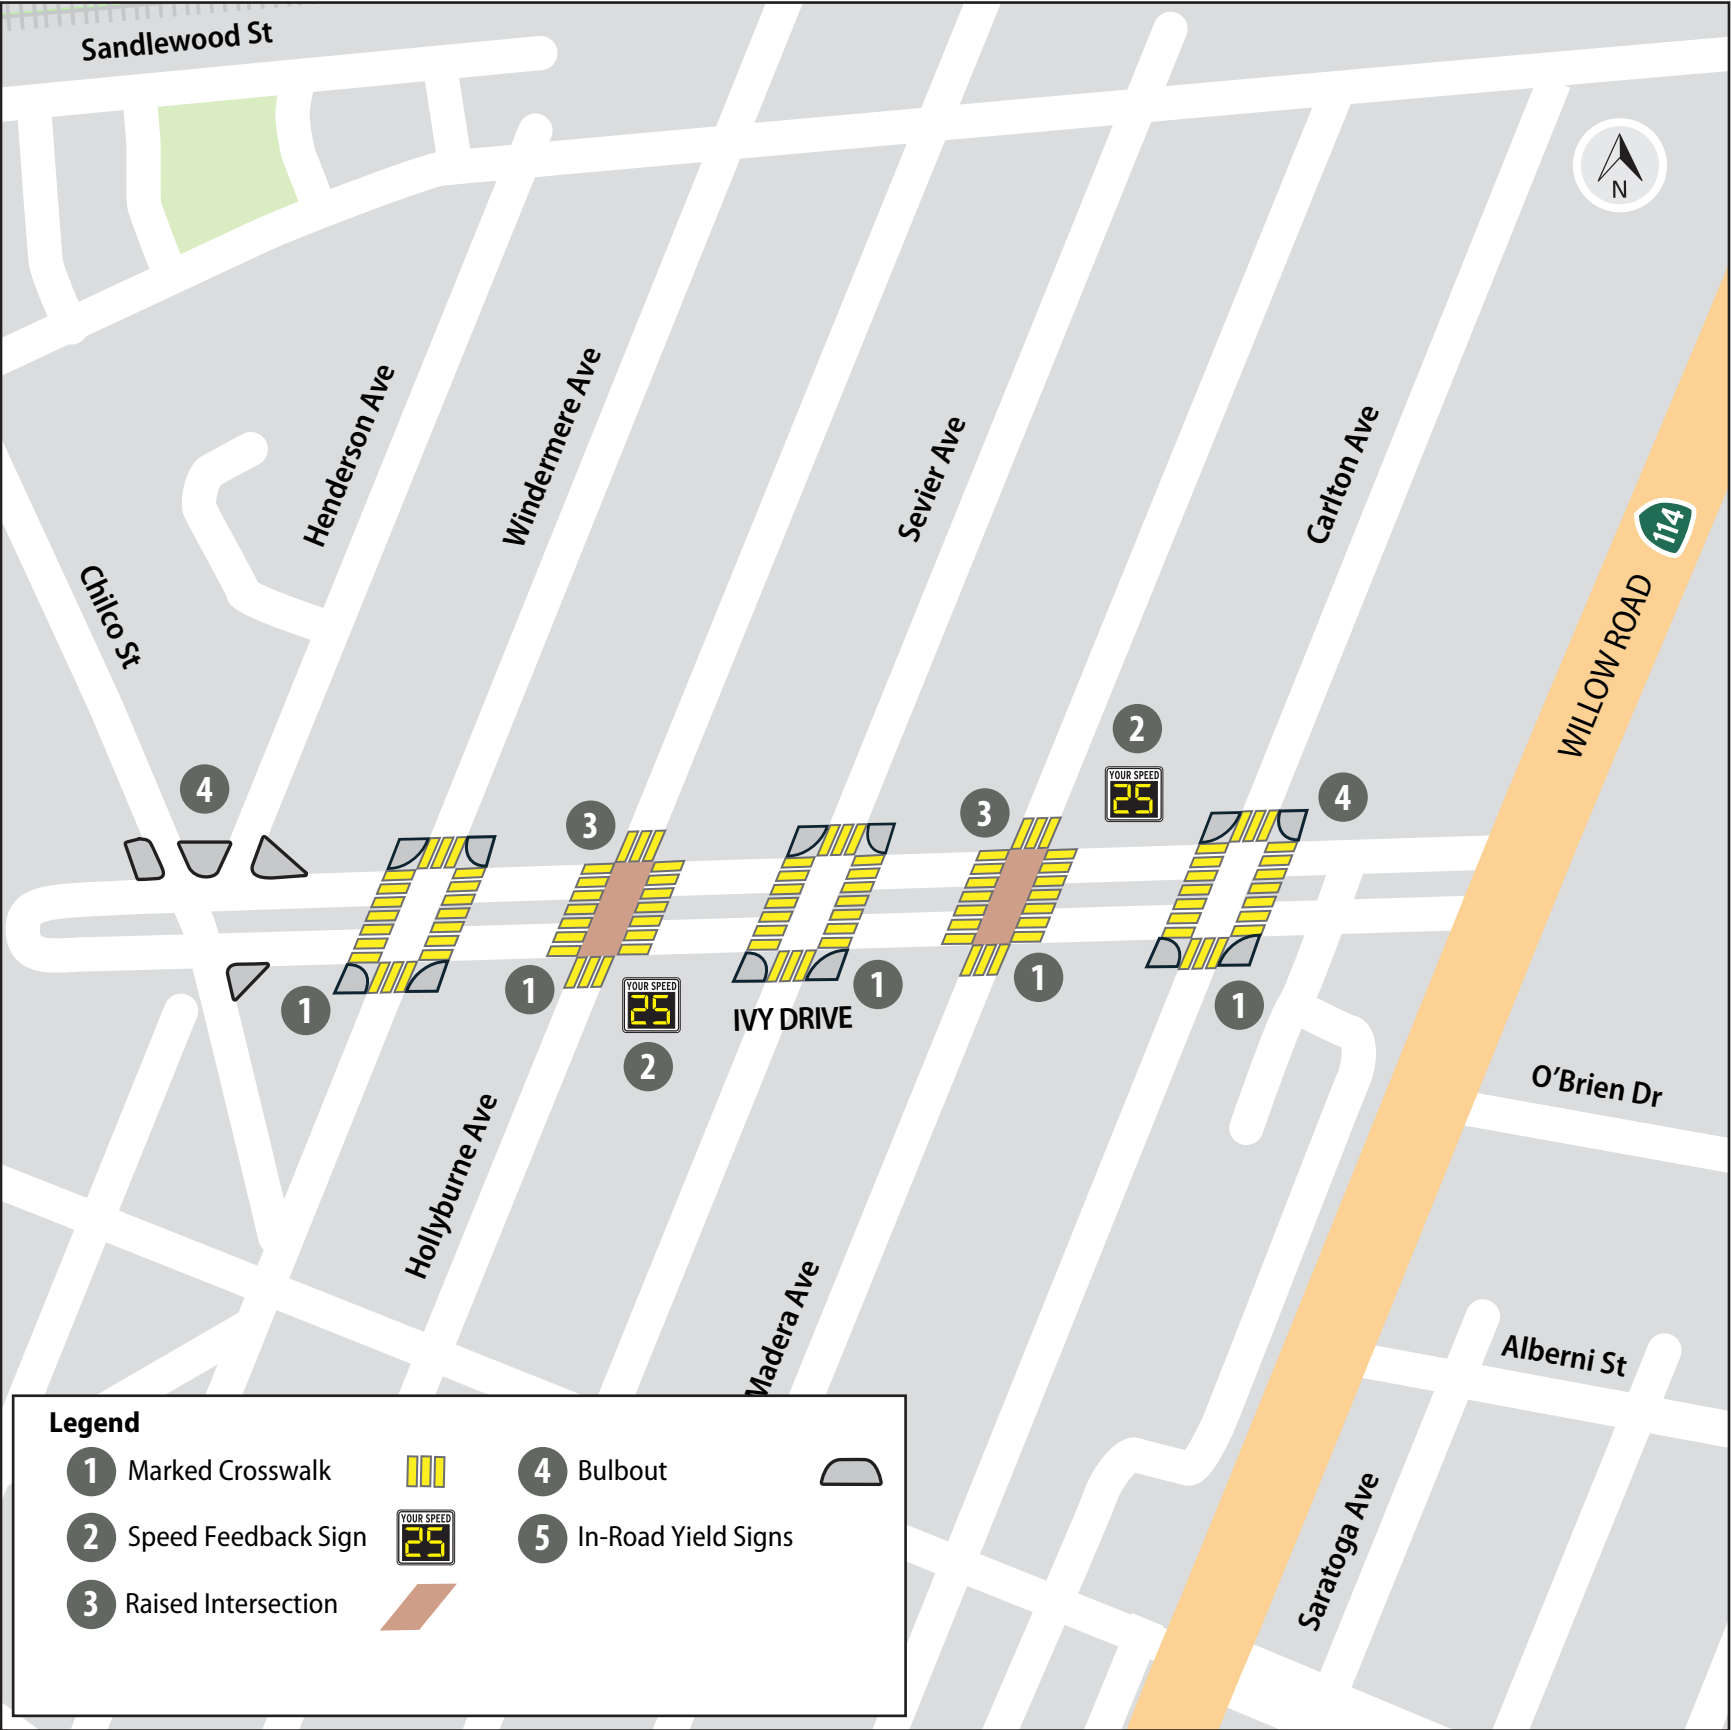 Sandlewood St
N
Henderson Ave
Windermere Ave
Sevier Ave
Carlton Ave
114
WILLOW ROAD
Chilco St
2
YOUR SPEED
25
4
4
3
3
1
1
YOUR SPEED
25
2
IVY DRIVE
1
1
1
O'Brien Dr
Hollyburne Ave
Madera Ave
Alberni St
Saratoga Ave
Legend
1 Marked Crosswalk
2 Speed Feedback Sign
YOUR SPEED
25
3 Raised Intersection
4 Bulbout
5 In-Road Yield Signs